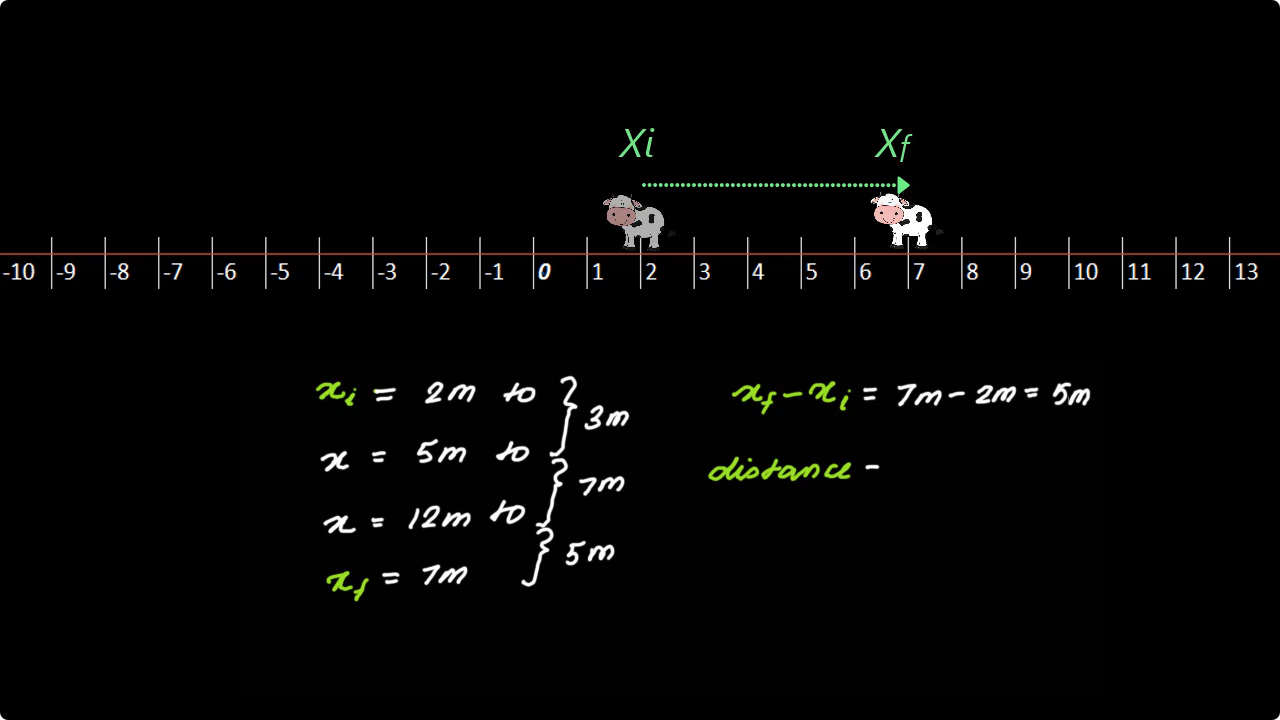 Xi Xf
-10 -9 -8 -7 -6 -5 -4 -3 -2 -1 0 1 2 3 4 5 6 7 8 9 10 11 12 13
xi = 2m to
3m
x = 5m to
7m
x = 12m to
5m
xf = 7m
xf - xi = 7m - 2m = 5m
distance -